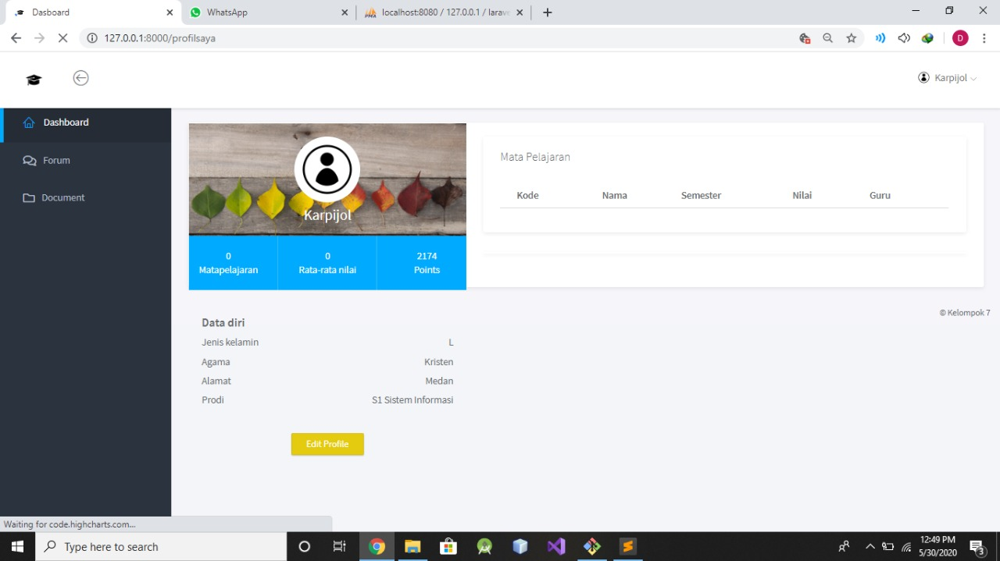 Dasboard
WhatsApp
localhost:8080 / 127.0.0.1 / larave
127.0.0.1:8000/profilsaya
D
Karpijol
Dashboard
Forum
Document
Karpijol
0 0 2174
Matapelajaran Rata-rata nilai Points
Mata Pelajaran
Kode Nama Semester Nilai Guru
© Kelompok 7
Data diri
Jenis kelamin L
Agama Kristen
Alamat Medan
Prodi S1 Sistem Informasi
Edit Profile
Waiting for code.highcharts.com...
Type here to search
12:49 PM
5/30/2020
3